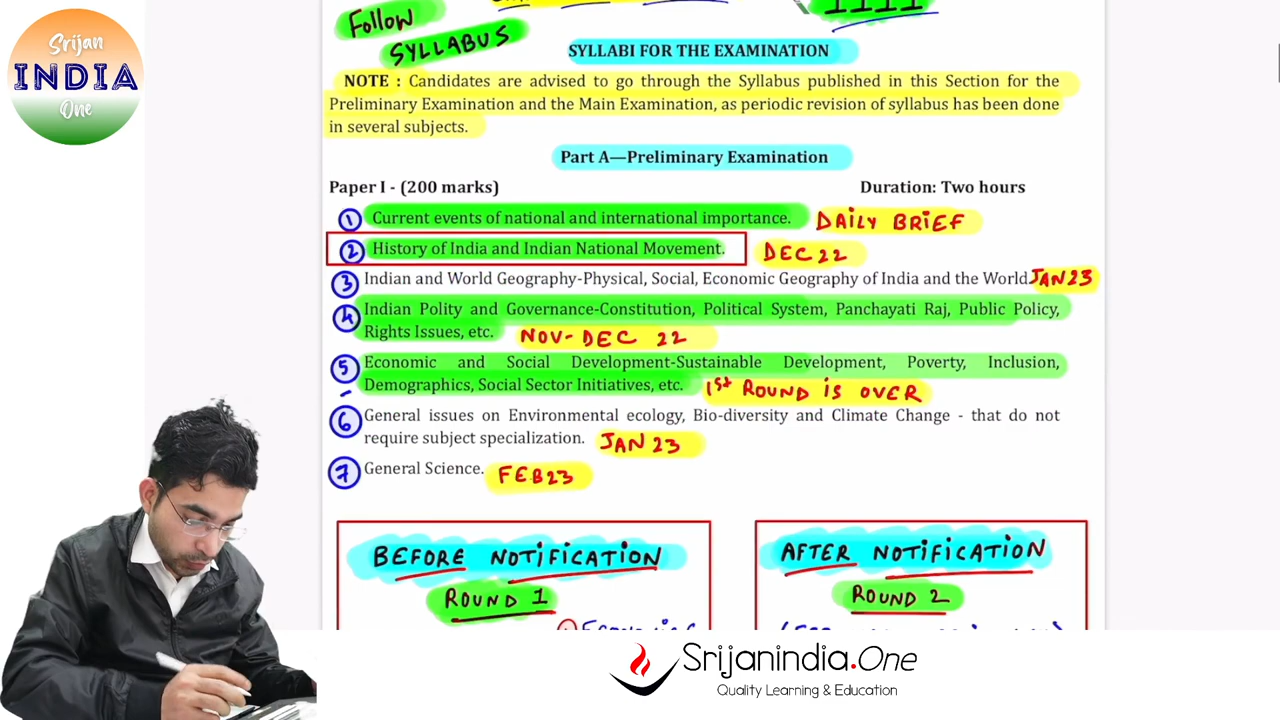 Srijan
INDIA
One
Follow
SYLLABUS
SYLLABI FOR THE EXAMINATION
NOTE : Candidates are advised to go through the Syllabus published in this Section for the
Preliminary Examination and the Main Examination, as periodic revision of syllabus has been done
in several subjects.
Part A—Preliminary Examination
Paper I - (200 marks) Duration: Two hours
1 Current events of national and international importance. DAILY BRIEF
2 History of India and Indian National Movement. DEC 22
3 Indian and World Geography-Physical, Social, Economic Geography of India and the World JAN 23
4 Indian Polity and Governance-Constitution, Political System, Panchayati Raj, Public Policy,
Rights Issues, etc. NOV-DEC 22
5 Economic and Social Development-Sustainable Development, Poverty, Inclusion,
Demographics, Social Sector Initiatives, etc. 1st ROUND IS OVER
6 General issues on Environmental ecology, Bio-diversity and Climate Change - that do not
require subject specialization. JAN 23
7 General Science. FEB 23
BEFORE NOTIFICATION
ROUND 1
AFTER NOTIFICATION
ROUND 2
Srijanindia.One
Quality Learning & Education